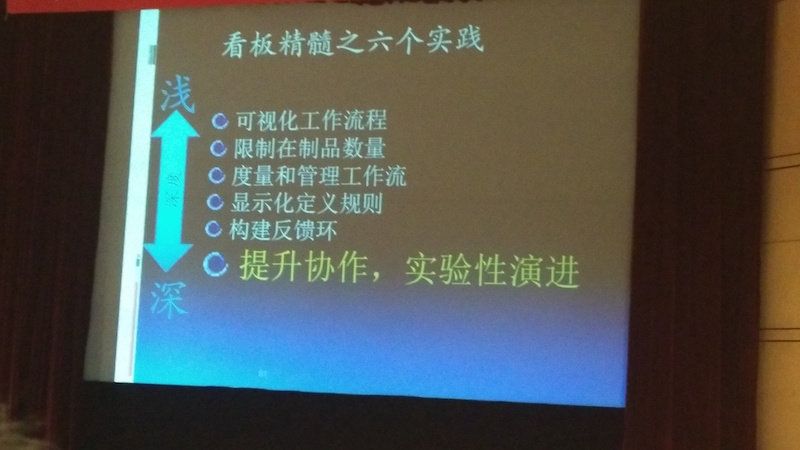 看板精髓之六个实践
浅
深度
深
可视化工作流程
限制在制品数量
度量和管理工作流
显示化定义规则
构建反馈环
提升协作，实验性演进